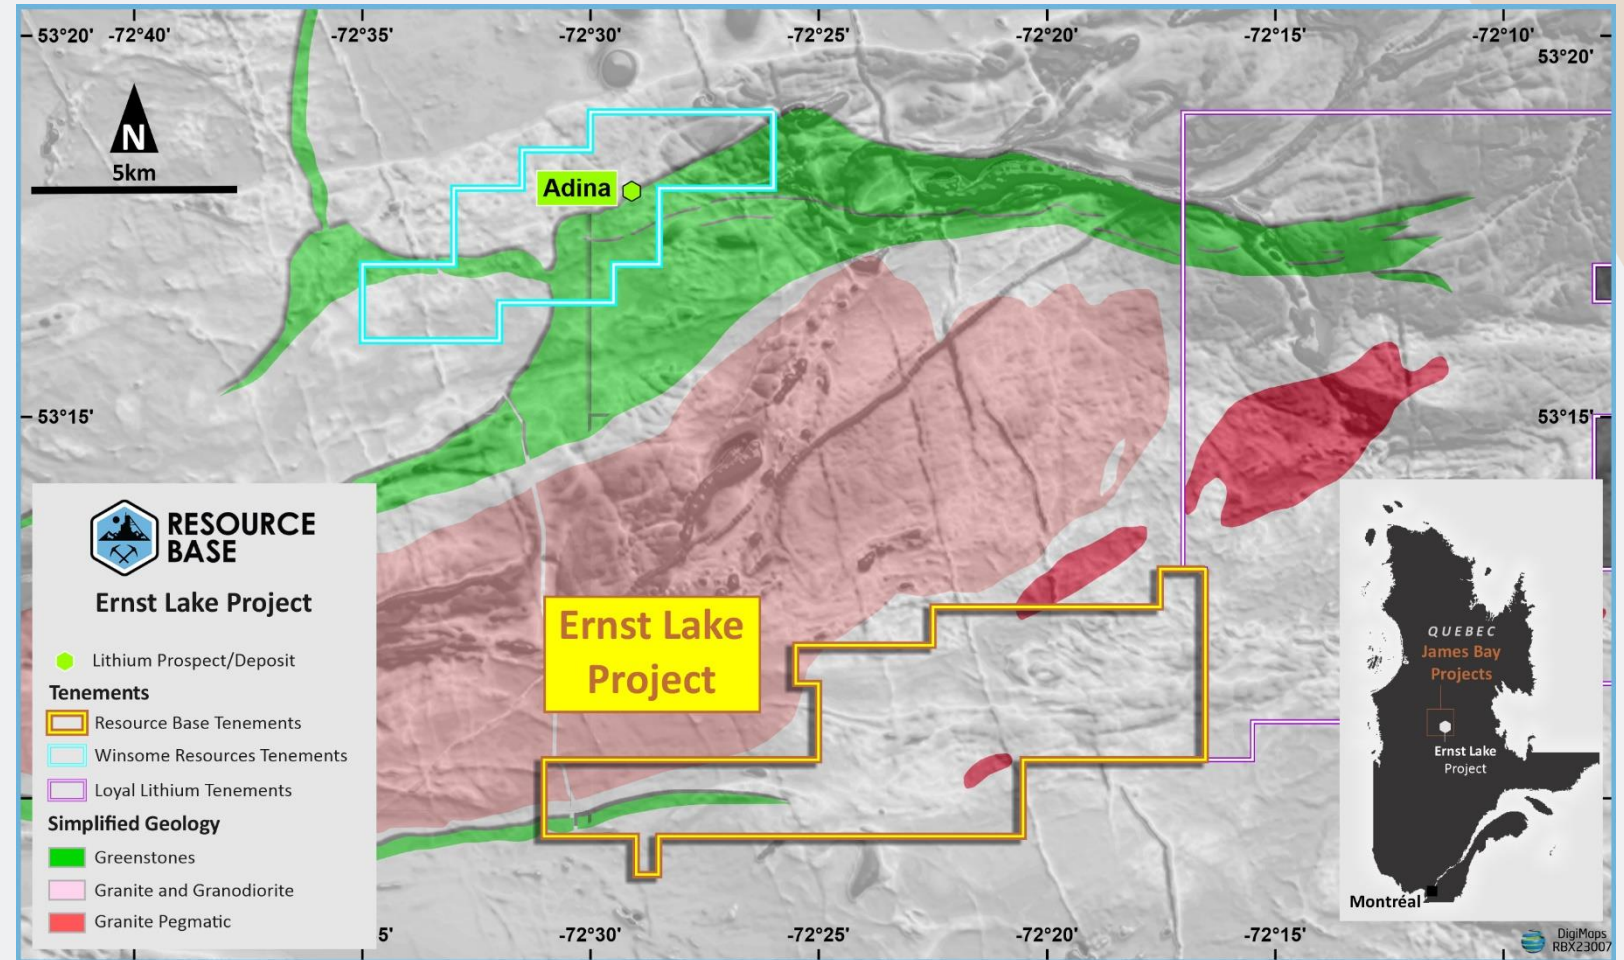 53°20' -72°40' -72°35' -72°30' -72°25' -72°20' -72°15' -72°10'
53°20'
N
5km
Adina
53°15'
53°15'
RESOURCE
BASE
Ernst Lake Project
Lithium Prospect/Deposit
Tenements
Resource Base Tenements
Winsome Resources Tenements
Loyal Lithium Tenements
Simplified Geology
Greenstones
Granite and Granodiorite
Granite Pegmatic
Ernst Lake
Project
QUEBEC
James Bay
Projects
Ernst Lake
Project
Montréal
5' -72°30' -72°25' -72°20' -72°15'
DigiMaps
RBX23007